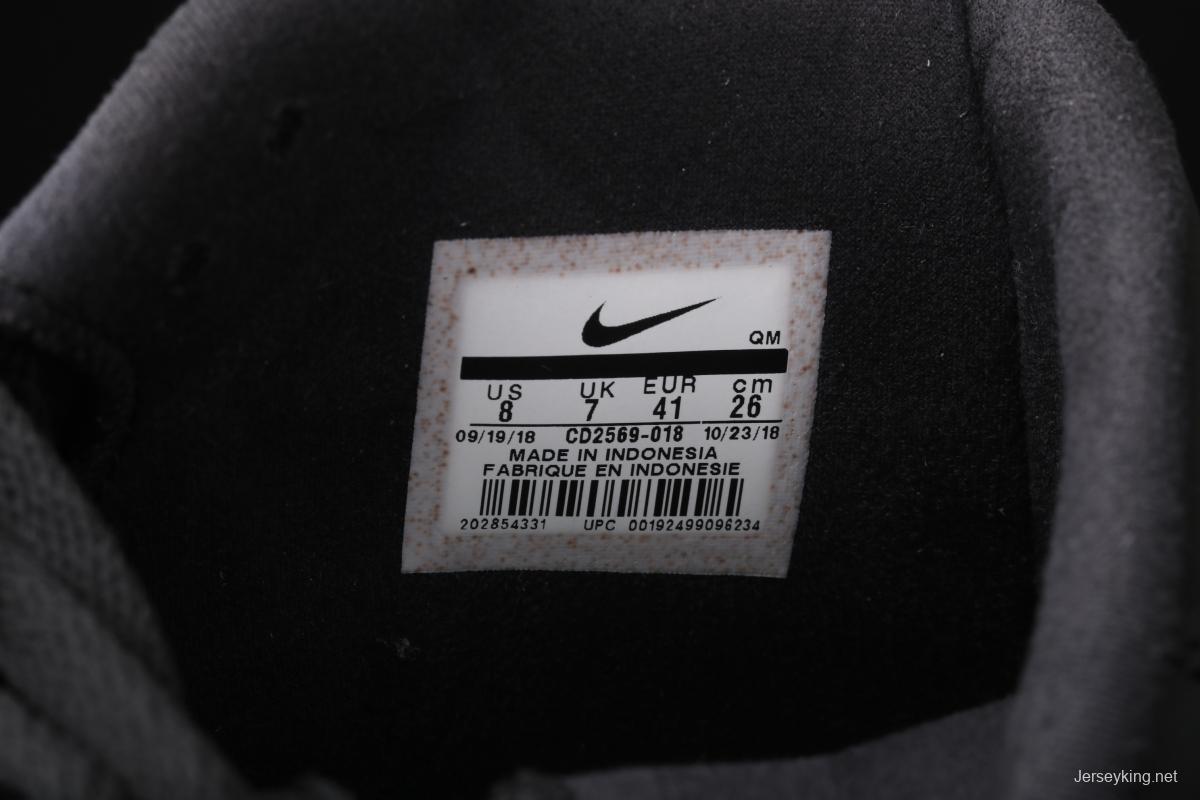 QM
US UK EUR cm
8 7 41 26
09/19/18 CD2569-018 10/23/18
MADE IN INDONESIA
FABRIQUE EN INDONESIE
202854331 UPC 00192499096234
Jerseyking.net